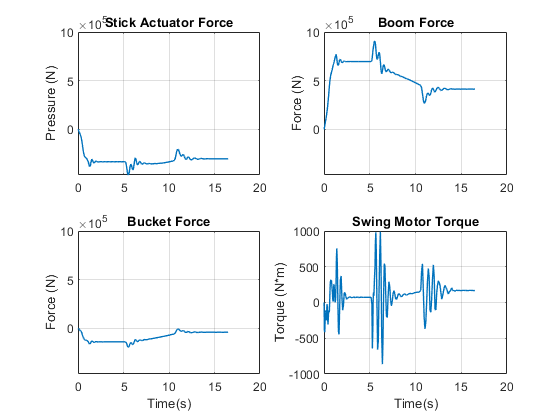 ×10⁵ Stick Actuator Force
10
5
0
Pressure (N)
0 5 10 15 20
×10⁵ Boom Force
10
5
0
Force (N)
0 5 10 15 20
×10⁵ Bucket Force
10
5
0
Force (N)
0 5 10 15 20
Time(s)
Swing Motor Torque
1000
500
0
-500
-1000
Torque (N*m)
0 5 10 15 20
Time(s)